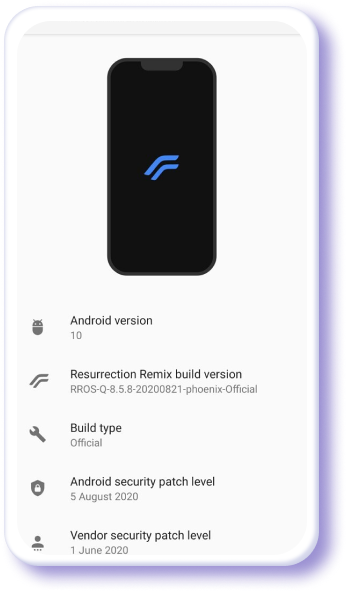 Android version
10
Resurrection Remix build version
RROS-Q-8.5.8-20200821-phoenix-Official
Build type
Official
Android security patch level
5 August 2020
Vendor security patch level
1 June 2020